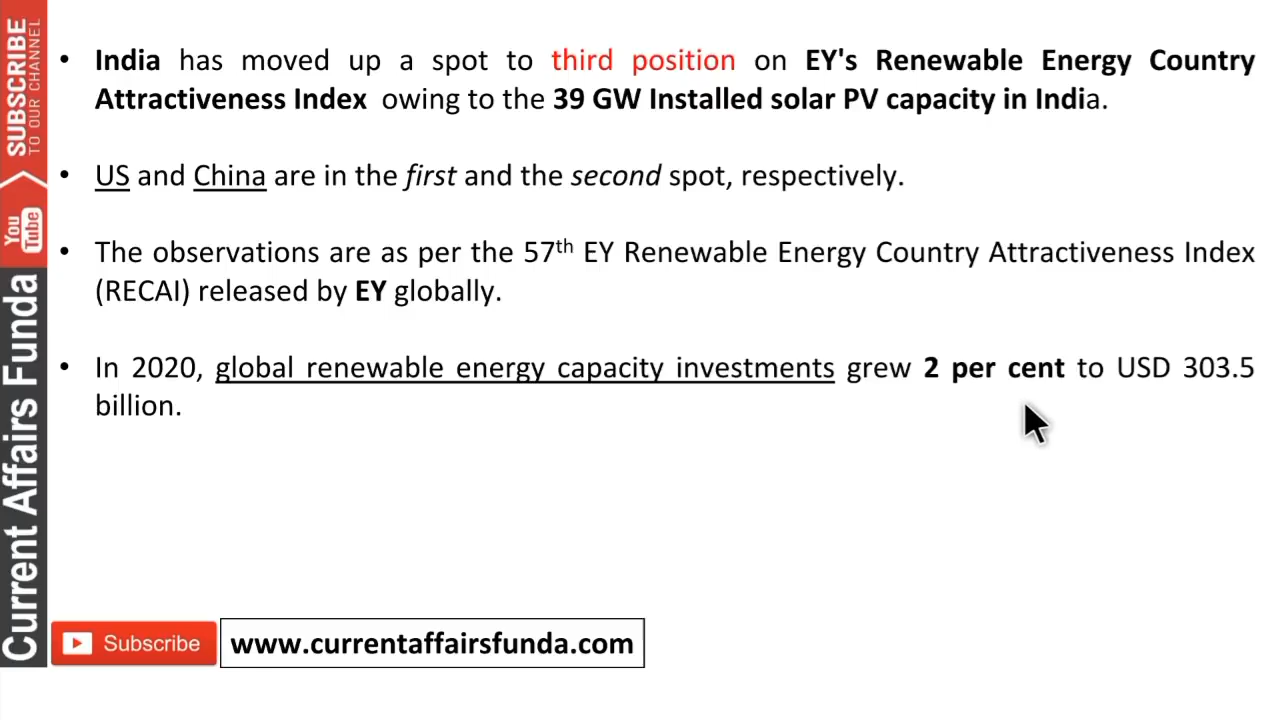 • India has moved up a spot to third position on EY's Renewable Energy Country
Attractiveness Index owing to the 39 GW Installed solar PV capacity in India.
• US and China are in the first and the second spot, respectively.
• The observations are as per the 57th EY Renewable Energy Country Attractiveness Index
(RECAI) released by EY globally.
• In 2020, global renewable energy capacity investments grew 2 per cent to USD 303.5
billion.
SUBSCRIBE
TO OUR CHANNEL
You
Tube
Current Affairs Funda
Subscribe
www.currentaffairsfunda.com